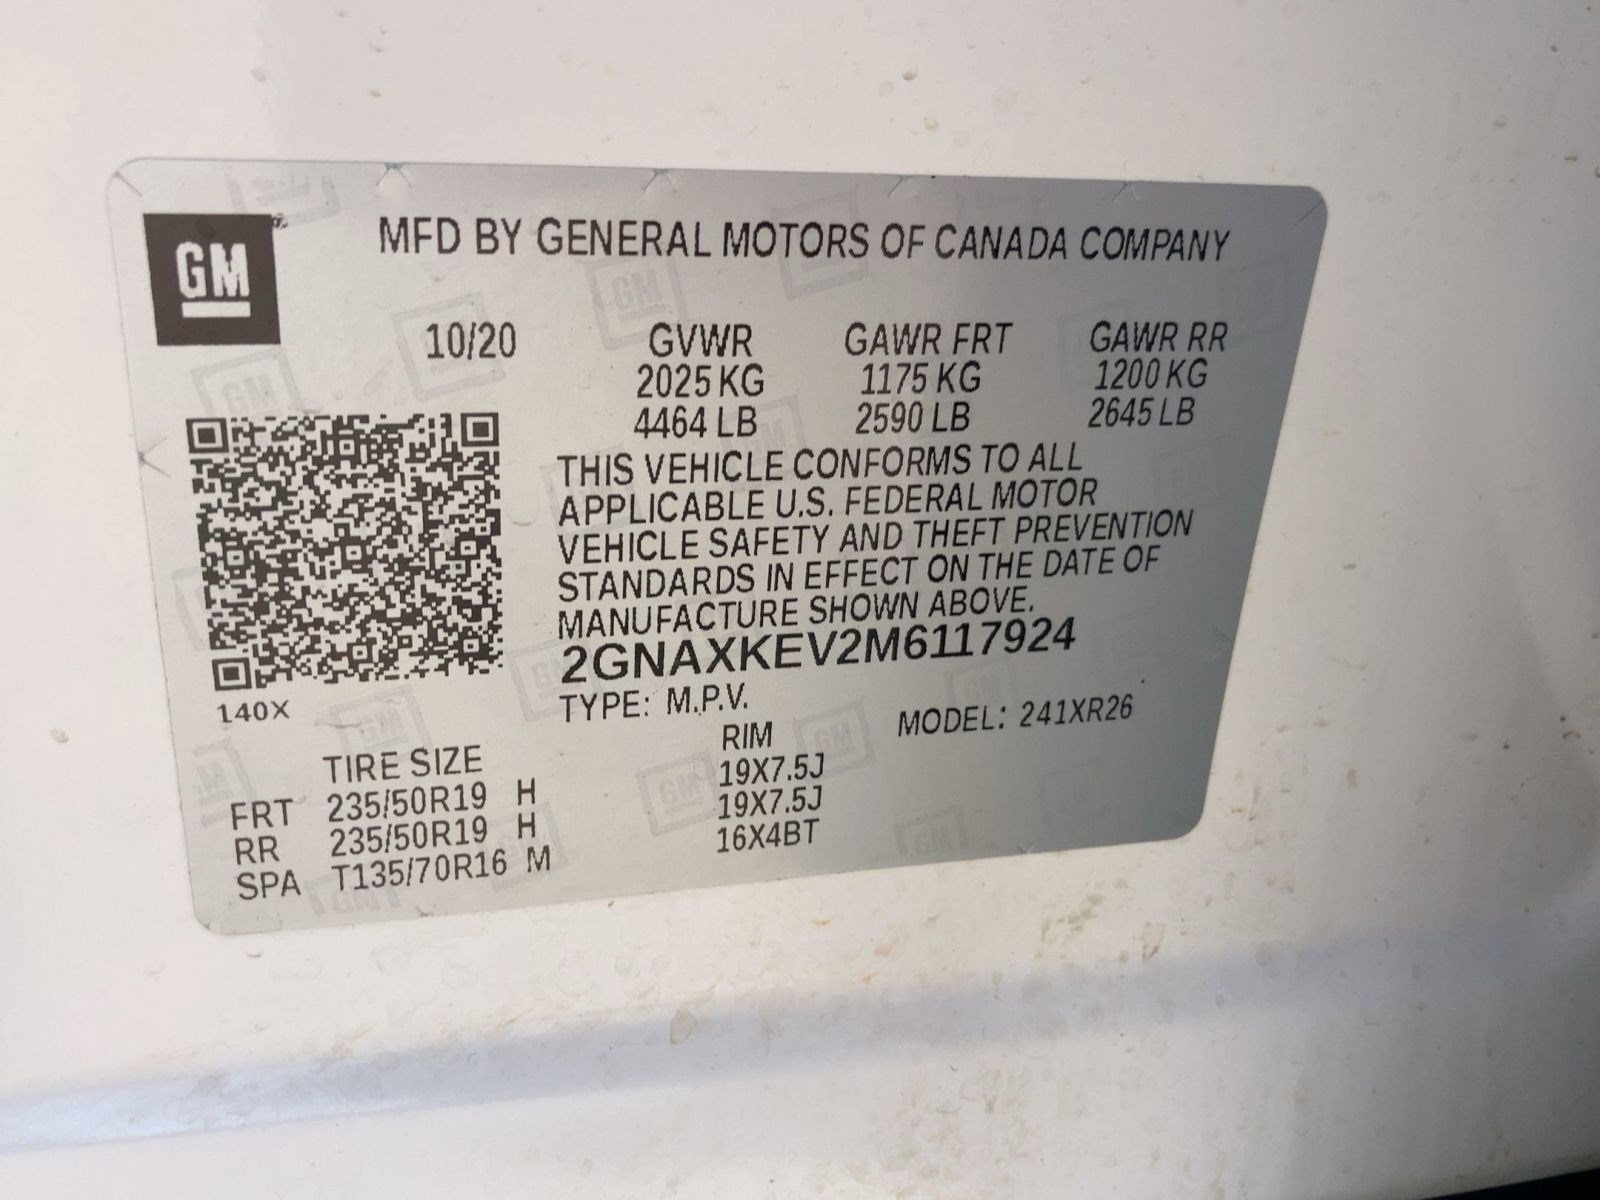 GM
MFD BY GENERAL MOTORS OF CANADA COMPANY
10/20 GVWR GAWR FRT GAWR RR
2025 KG 1175 KG 1200 KG
4464 LB 2590 LB 2645 LB
THIS VEHICLE CONFORMS TO ALL
APPLICABLE U.S. FEDERAL MOTOR
VEHICLE SAFETY AND THEFT PREVENTION
STANDARDS IN EFFECT ON THE DATE OF
MANUFACTURE SHOWN ABOVE.
2GNAXKEV2M6117924
140X
TYPE: M.P.V. MODEL: 241XR26
TIRE SIZE RIM
FRT 235/50R19 H 19X7.5J
RR 235/50R19 H 19X7.5J
SPA T135/70R16 M 16X4BT